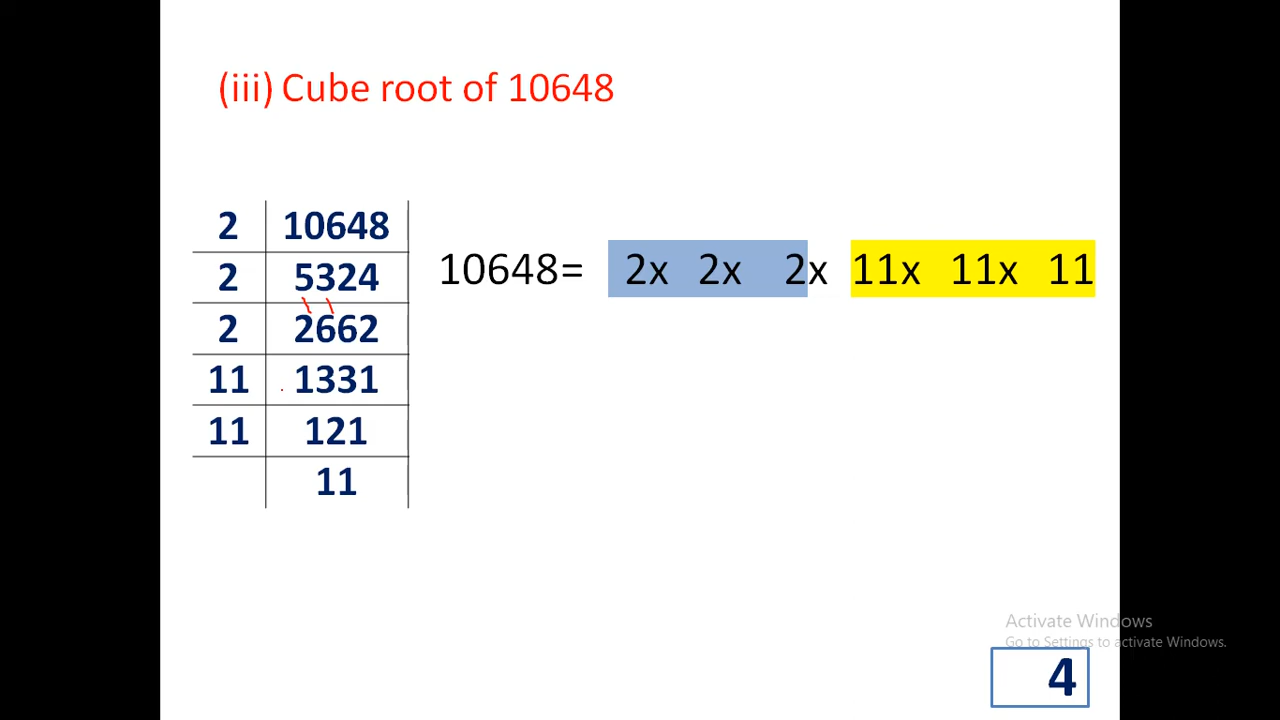 (iii) Cube root of 10648
2 10648
2 5324
2 2662
11 1331
11 121
11
10648= 2x 2x 2x 11x 11x 11
Activate Windows
Go to Settings to activate Windows.
4